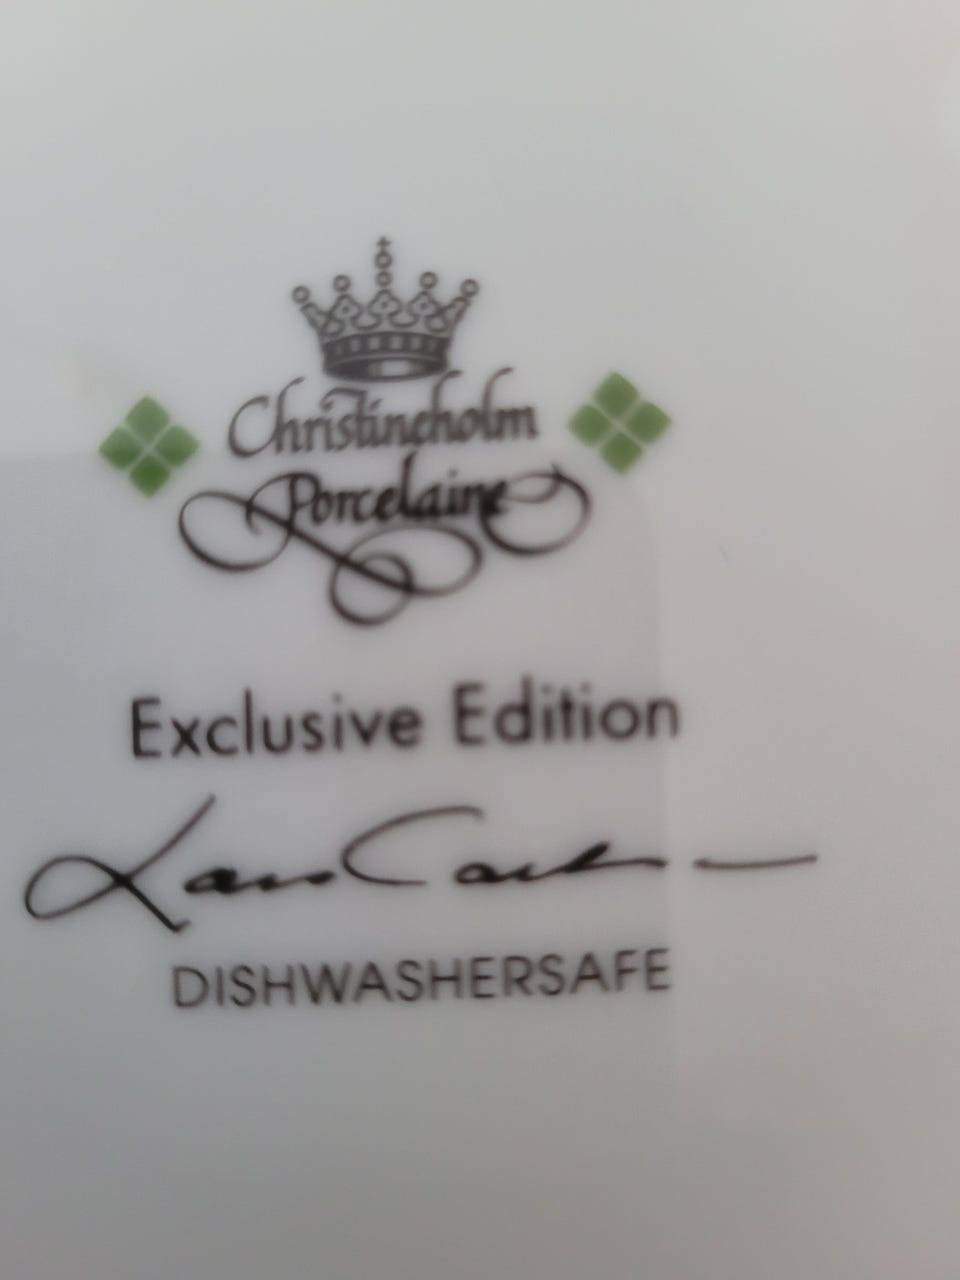 Christineholm
Porcelaine
Exclusive Edition
DISHWASHERSAFE